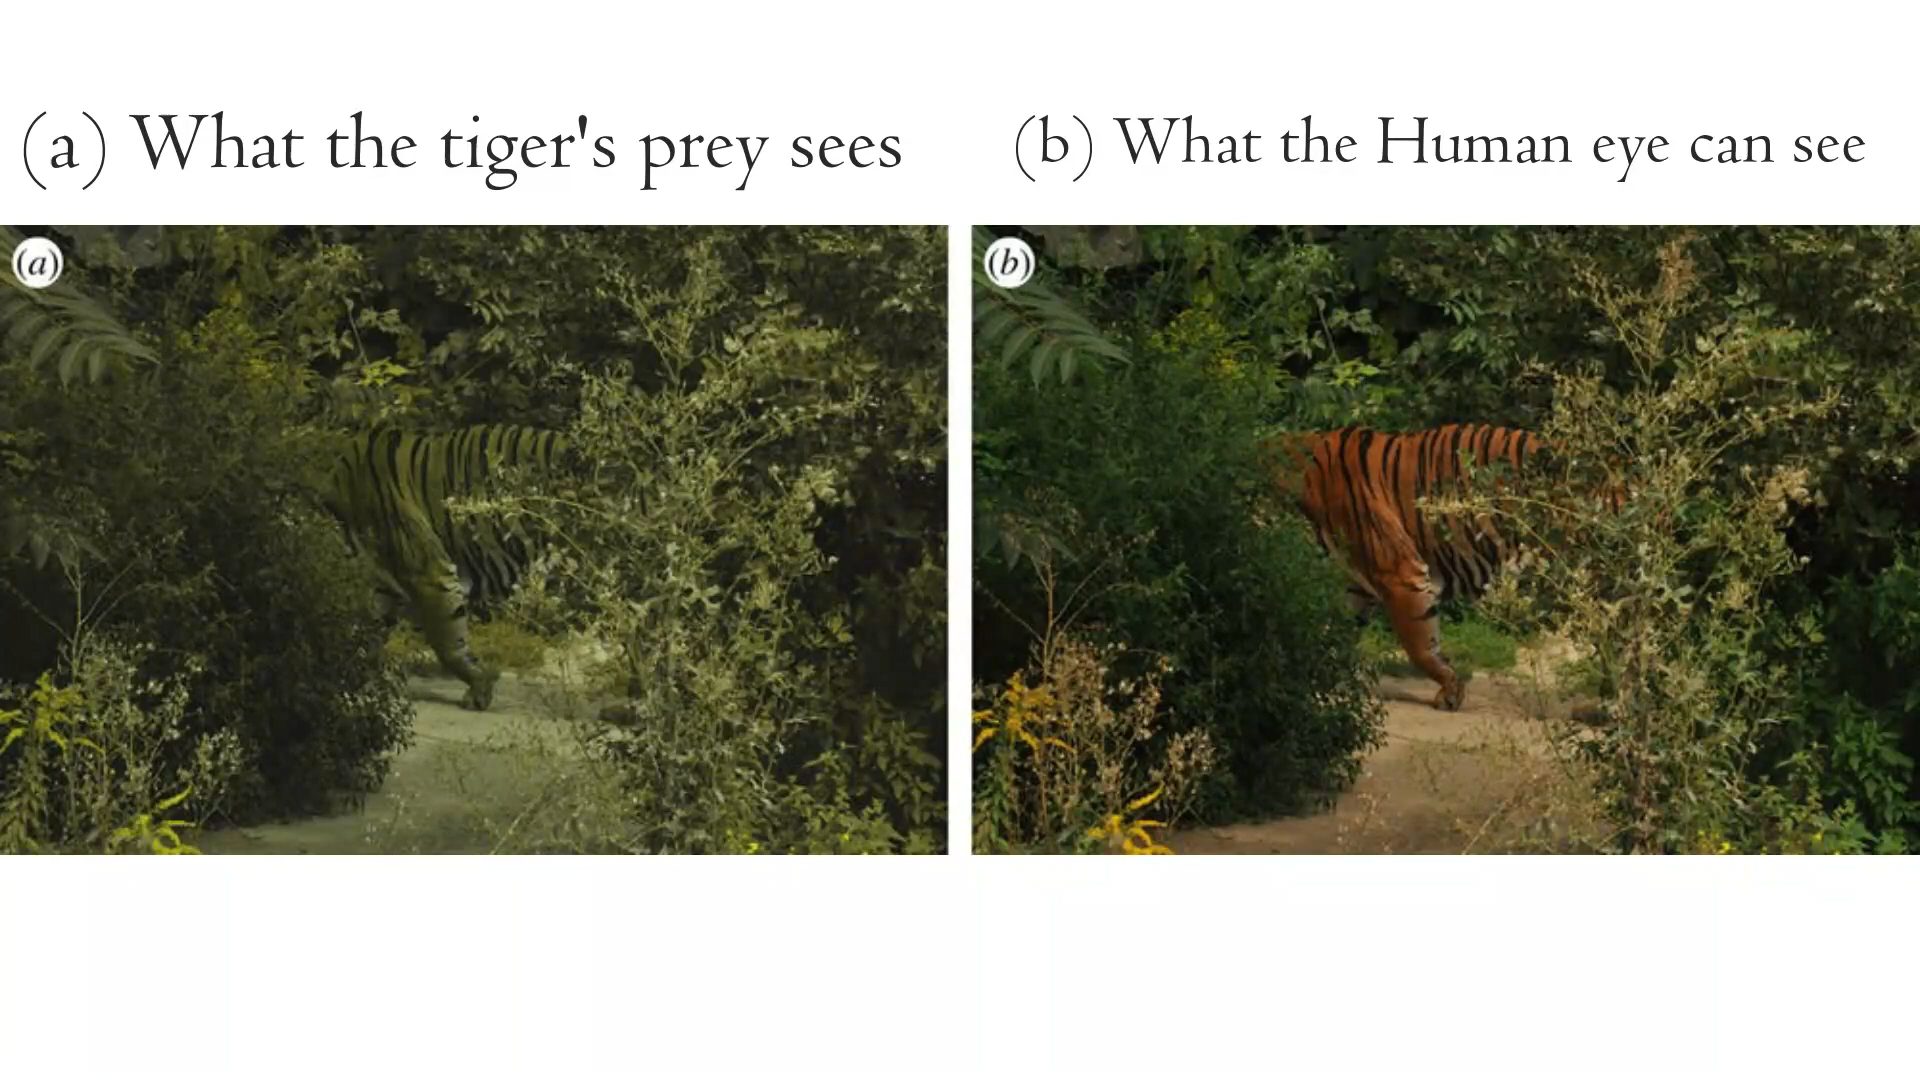 (a) What the tiger's prey sees
(b) What the Human eye can see
(a)
(b)